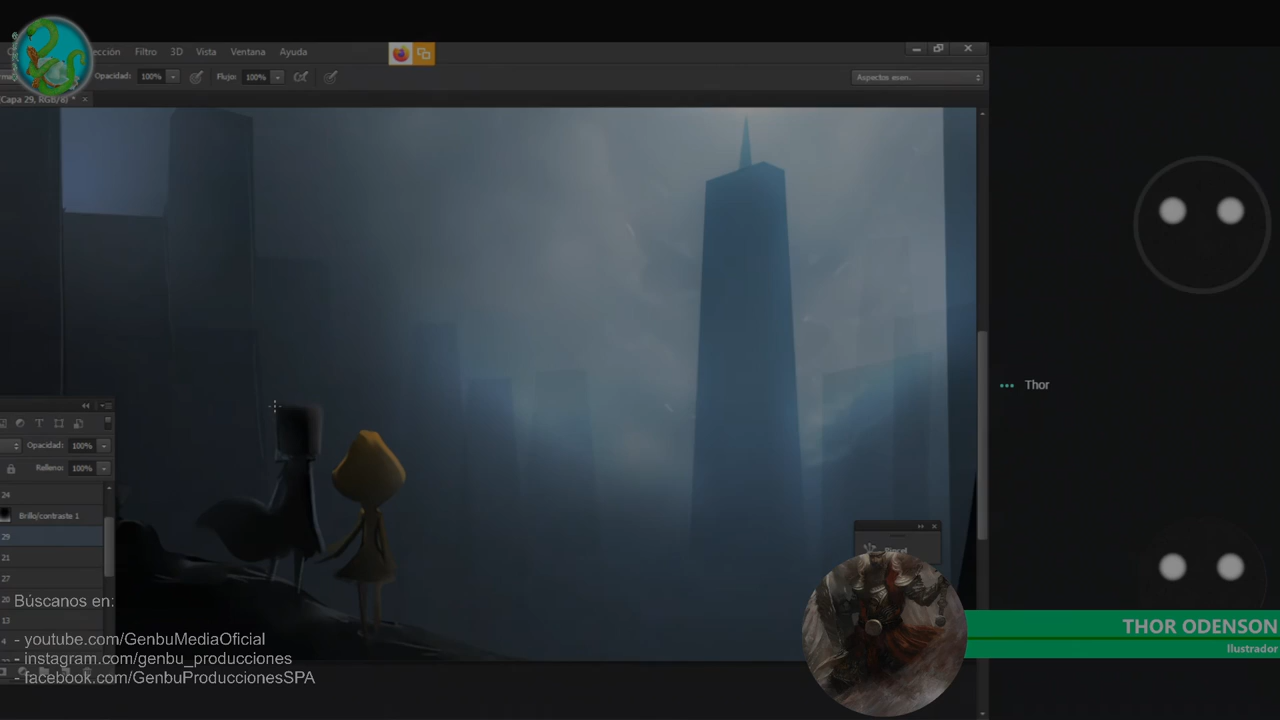 ección Filtro 3D Vista Ventana Ayuda
Opacidad: 100% Flujo: 100% Aspectos esen.
(Capa 29, RGB/8) *
Thor
Opacidad: 100%
Relleno: 100%
24
Brillo/contraste 1
29
21
27
20
13
4
Pincel
Búscanos en:
- youtube.com/GenbuMediaOficial
- instagram.com/genbu_producciones
- facebook.com/GenbuProduccionesSPA
THOR ODENSON
Ilustrador